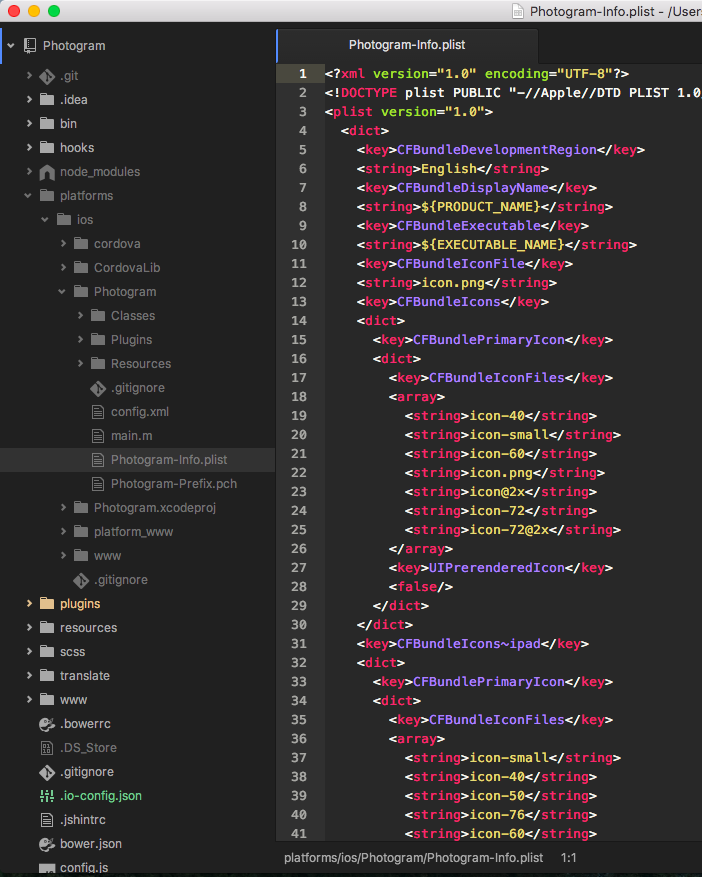 Photogram-Info.plist - /Users
Photogram
.git
.idea
bin
hooks
node_modules
platforms
ios
cordova
CordovaLib
Photogram
Classes
Plugins
Resources
.gitignore
config.xml
main.m
Photogram-Info.plist
Photogram-Prefix.pch
Photogram.xcodeproj
platform_www
www
.gitignore
plugins
resources
scss
translate
www
.bowerrc
.DS_Store
.gitignore
.io-config.json
.jshintrc
bower.json
config.js
Photogram-Info.plist
1 <?xml version="1.0" encoding="UTF-8"?>
2 <!DOCTYPE plist PUBLIC "-//Apple//DTD PLIST 1.0
3 <plist version="1.0">
4 <dict>
5 <key>CFBundleDevelopmentRegion</key>
6 <string>English</string>
7 <key>CFBundleDisplayName</key>
8 <string>${PRODUCT_NAME}</string>
9 <key>CFBundleExecutable</key>
10 <string>${EXECUTABLE_NAME}</string>
11 <key>CFBundleIconFile</key>
12 <string>icon.png</string>
13 <key>CFBundleIcons</key>
14 <dict>
15 <key>CFBundlePrimaryIcon</key>
16 <dict>
17 <key>CFBundleIconFiles</key>
18 <array>
19 <string>icon-40</string>
20 <string>icon-small</string>
21 <string>icon-60</string>
22 <string>icon.png</string>
23 <string>icon@2x</string>
24 <string>icon-72</string>
25 <string>icon-72@2x</string>
26 </array>
27 <key>UIPrerenderedIcon</key>
28 <false/>
29 </dict>
30 </dict>
31 <key>CFBundleIcons~ipad</key>
32 <dict>
33 <key>CFBundlePrimaryIcon</key>
34 <dict>
35 <key>CFBundleIconFiles</key>
36 <array>
37 <string>icon-small</string>
38 <string>icon-40</string>
39 <string>icon-50</string>
40 <string>icon-76</string>
41 <string>icon-60</string>
platforms/ios/Photogram/Photogram-Info.plist 1:1